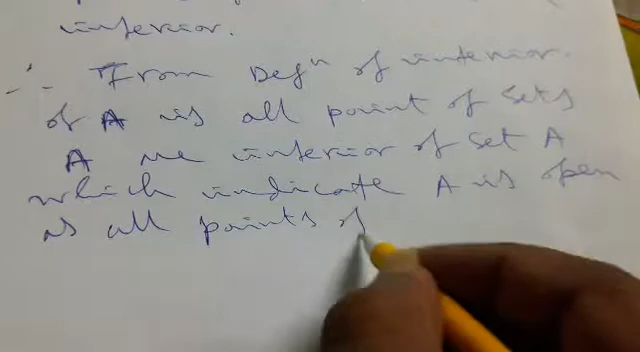 interior.
∴ From Defⁿ of interior.
of A is all point of sets
A me interior of set A
which indicate A is open
as all points of